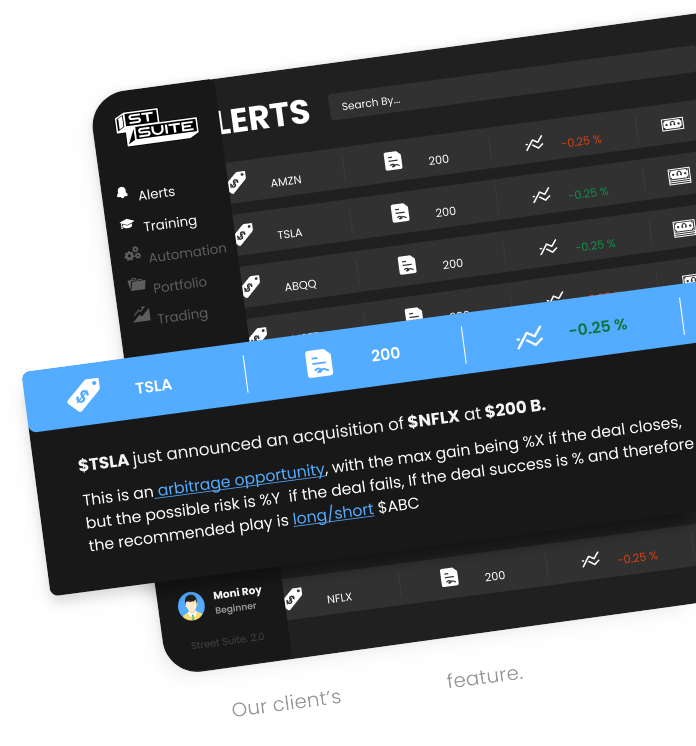 ST
SUITE
LERTS
Search By...
Alerts
Training
Automation
Portfolio
Trading
AMZN 200 -0.25 %
TSLA 200 -0.25 %
ABQQ 200 -0.25 %
TSLA 200 -0.25 %
$TSLA just announced an acquisition of $NFLX at $200 B.
This is an arbitrage opportunity, with the max gain being %X if the deal closes,
but the possible risk is %Y if the deal fails, If the deal success is % and therefore
the recommended play is long/short $ABC
NFLX 200 -0.25 %
Moni Roy
Beginner
Street Suite. 2.0
Our client's feature.